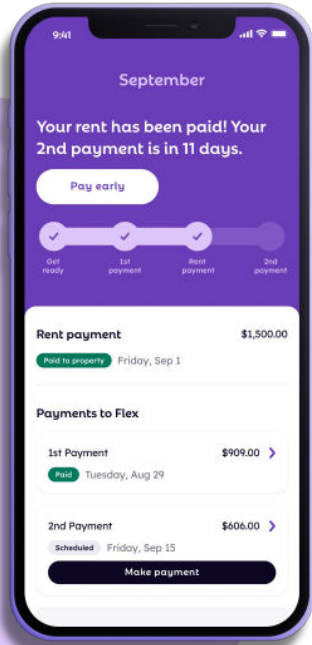 9:41
September
Your rent has been paid! Your
2nd payment is in 11 days.
Pay early
Get
ready
1st
payment
Rent
payment
2nd
payment
Rent payment $1,500.00
Paid to property Friday, Sep 1
Payments to Flex
1st Payment $909.00
Paid Tuesday, Aug 29
2nd Payment $606.00
Scheduled Friday, Sep 15
Make payment